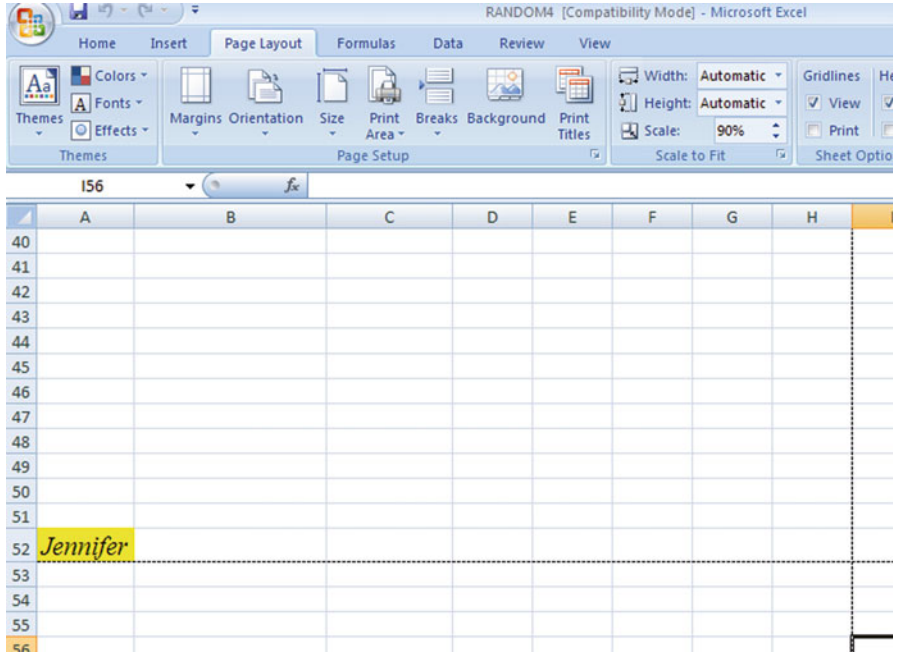 RANDOM4 [Compatibility Mode] - Microsoft Excel
Home Insert Page Layout Formulas Data Review View
Themes
Colors
Fonts
Effects
Themes
Margins Orientation Size Print Area Breaks Background Print Titles
Page Setup
Width: Automatic
Height: Automatic
Scale: 90%
Scale to Fit
Gridlines
View
Print
Sheet Optio
I56 fx
A B C D E F G H
40
41
42
43
44
45
46
47
48
49
50
51
52 Jennifer
53
54
55
56